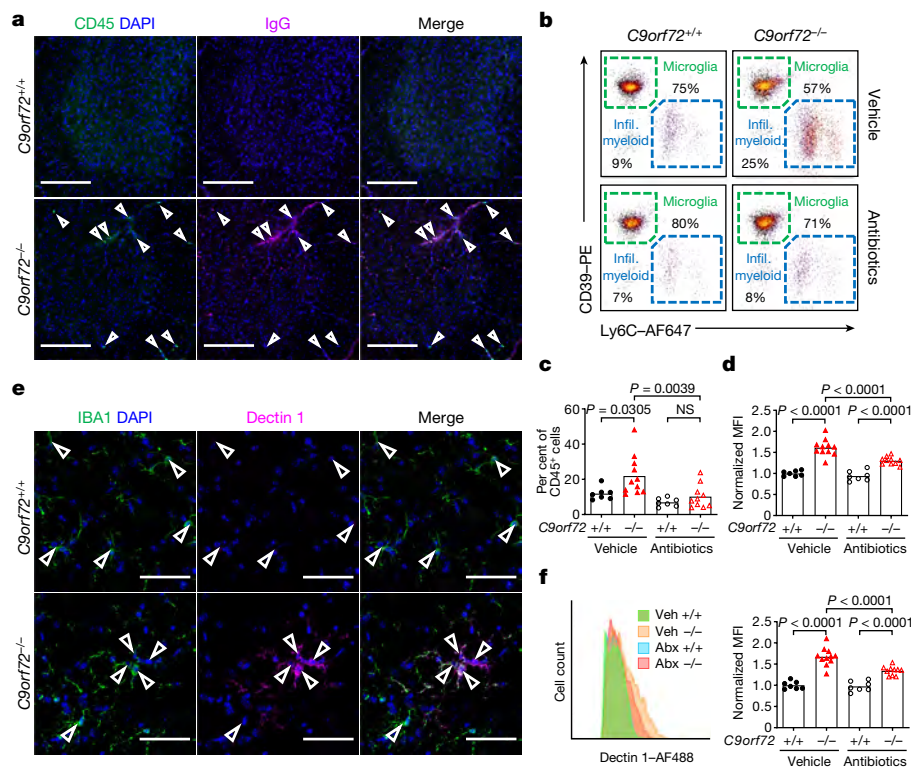 a
CD45 DAPI
IgG
Merge
C9orf72+/+
C9orf72−/−
b
C9orf72+/+
C9orf72−/−
Microglia
75%
Infil.
myeloid
9%
Microglia
57%
Infil.
myeloid
25%
Vehicle
Microglia
80%
Infil.
myeloid
7%
Microglia
71%
Infil.
myeloid
8%
Antibiotics
CD39–PE
Ly6C–AF647
c
P = 0.0039
P = 0.0305
NS
Per cent of
CD45+ cells
60
40
20
0
C9orf72 +/+ −/− +/+ −/−
Vehicle Antibiotics
d
P < 0.0001
P < 0.0001 P < 0.0001
Normalized MFI
2.5
2.0
1.5
1.0
0.5
0
+/+ −/− +/+ −/−
Vehicle Antibiotics
e
IBA1 DAPI
Dectin 1
Merge
C9orf72+/+
C9orf72−/−
f
Veh +/+
Veh −/−
Abx +/+
Abx −/−
Cell count
Dectin 1–AF488
P < 0.0001
P < 0.0001 P < 0.0001
Normalized MFI
2.5
2.0
1.5
1.0
0.5
0
C9orf72 +/+ −/− +/+ −/−
Vehicle Antibiotics